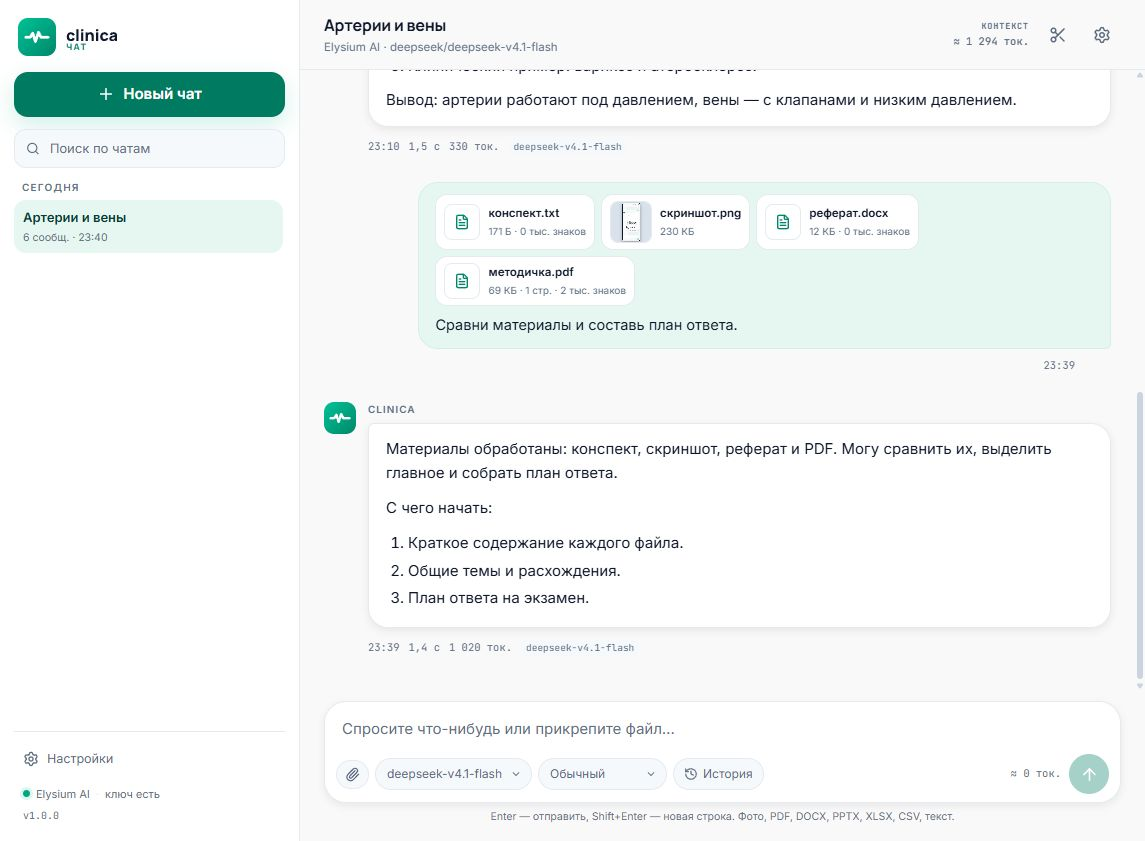 clinica
ЧАТ
Новый чат
Поиск по чатам
СЕГОДНЯ
Артерии и вены
6 сообщ. · 23:40
Настройки
Elysium AI ключ есть
v1.0.0
Артерии и вены
Elysium AI · deepseek/deepseek-v4.1-flash
КОНТЕКСТ
≈ 1 294 ток.
Вывод: артерии работают под давлением, вены — с клапанами и низким давлением.
23:10 1,5 с 330 ток. deepseek-v4.1-flash
конспект.txt
171 Б · 0 тыс. знаков
скриншот.png
230 КБ
реферат.docx
12 КБ · 0 тыс. знаков
методичка.pdf
69 КБ · 1 стр. · 2 тыс. знаков
Сравни материалы и составь план ответа.
23:39
CLINICA
Материалы обработаны: конспект, скриншот, реферат и PDF. Могу сравнить их, выделить
главное и собрать план ответа.
С чего начать:
1. Краткое содержание каждого файла.
2. Общие темы и расхождения.
3. План ответа на экзамен.
23:39 1,4 с 1 020 ток. deepseek-v4.1-flash
Спросите что-нибудь или прикрепите файл...
deepseek-v4.1-flash
Обычный
История
≈ 0 ток.
Enter — отправить, Shift+Enter — новая строка. Фото, PDF, DOCX, PPTX, XLSX, CSV, текст.